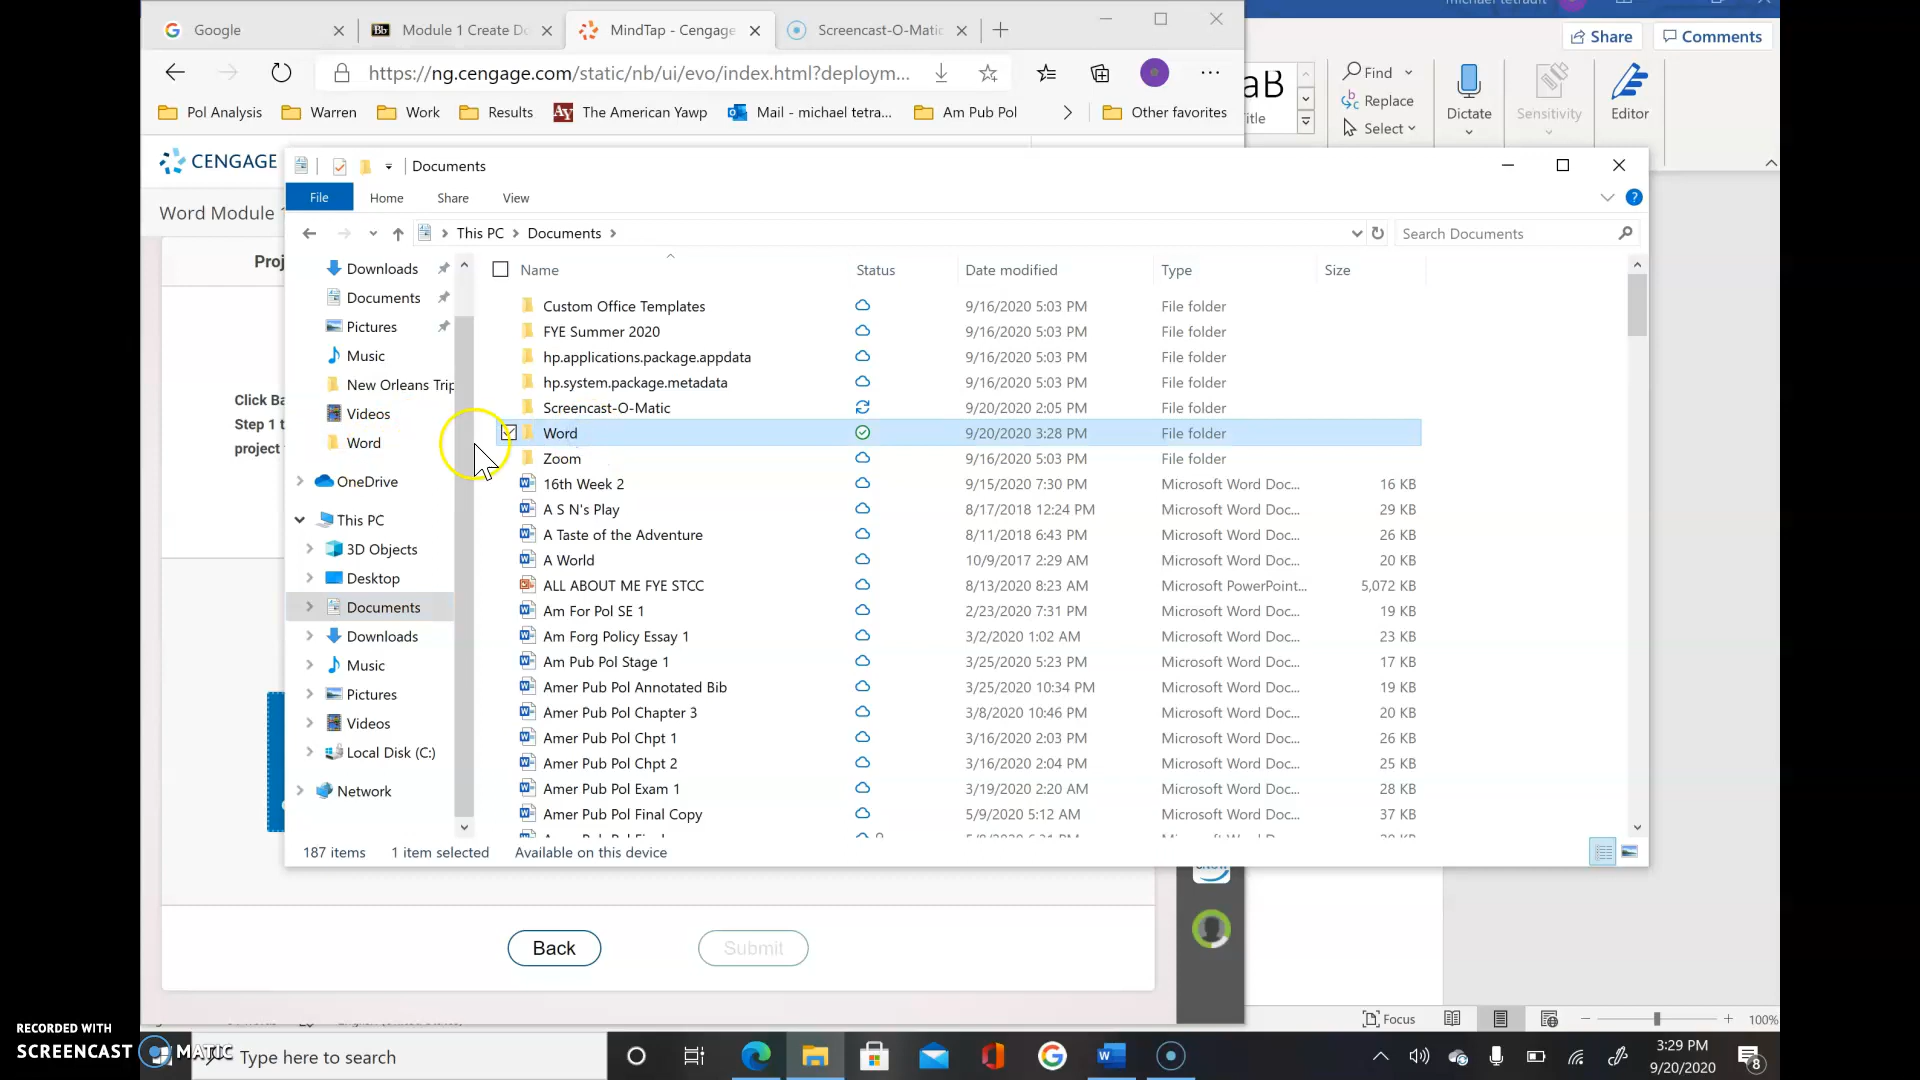 Google
Module 1 Create Do
MindTap - Cengage
Screencast-O-Matic
https://ng.cengage.com/static/nb/ui/evo/index.html?deploym...
Pol Analysis
Warren
Work
Results
Ay
The American Yawp
Mail - michael tetra...
Am Pub Pol
Other favorites
michael tetrault
Share
Comments
aB
itle
Find
Replace
Select
Dictate
Sensitivity
Editor
CENGAGE
Word Module 1
Proj
Click Ba
Step 1 t
project
Documents
File
Home
Share
View
This PC
Documents
Search Documents
Downloads
Documents
Pictures
Music
New Orleans Trip
Videos
Word
OneDrive
This PC
3D Objects
Desktop
Documents
Downloads
Music
Pictures
Videos
Local Disk (C:)
Network
Name Status Date modified Type Size
Custom Office Templates 9/16/2020 5:03 PM File folder
FYE Summer 2020 9/16/2020 5:03 PM File folder
hp.applications.package.appdata 9/16/2020 5:03 PM File folder
hp.system.package.metadata 9/16/2020 5:03 PM File folder
Screencast-O-Matic 9/20/2020 2:05 PM File folder
Word 9/20/2020 3:28 PM File folder
Zoom 9/16/2020 5:03 PM File folder
16th Week 2 9/15/2020 7:30 PM Microsoft Word Doc... 16 KB
A S N's Play 8/17/2018 12:24 PM Microsoft Word Doc... 29 KB
A Taste of the Adventure 8/11/2018 6:43 PM Microsoft Word Doc... 26 KB
A World 10/9/2017 2:29 AM Microsoft Word Doc... 20 KB
ALL ABOUT ME FYE STCC 8/13/2020 8:23 AM Microsoft PowerPoint... 5,072 KB
Am For Pol SE 1 2/23/2020 7:31 PM Microsoft Word Doc... 19 KB
Am Forg Policy Essay 1 3/2/2020 1:02 AM Microsoft Word Doc... 23 KB
Am Pub Pol Stage 1 3/25/2020 5:23 PM Microsoft Word Doc... 17 KB
Amer Pub Pol Annotated Bib 3/25/2020 10:34 PM Microsoft Word Doc... 19 KB
Amer Pub Pol Chapter 3 3/8/2020 10:46 PM Microsoft Word Doc... 20 KB
Amer Pub Pol Chpt 1 3/16/2020 2:03 PM Microsoft Word Doc... 26 KB
Amer Pub Pol Chpt 2 3/16/2020 2:04 PM Microsoft Word Doc... 25 KB
Amer Pub Pol Exam 1 3/19/2020 2:20 AM Microsoft Word Doc... 28 KB
Amer Pub Pol Final Copy 5/9/2020 5:12 AM Microsoft Word Doc... 37 KB
187 items 1 item selected Available on this device
Back
Submit
Focus
100%
RECORDED WITH
SCREENCAST MATIC
Type here to search
3:29 PM
9/20/2020
8